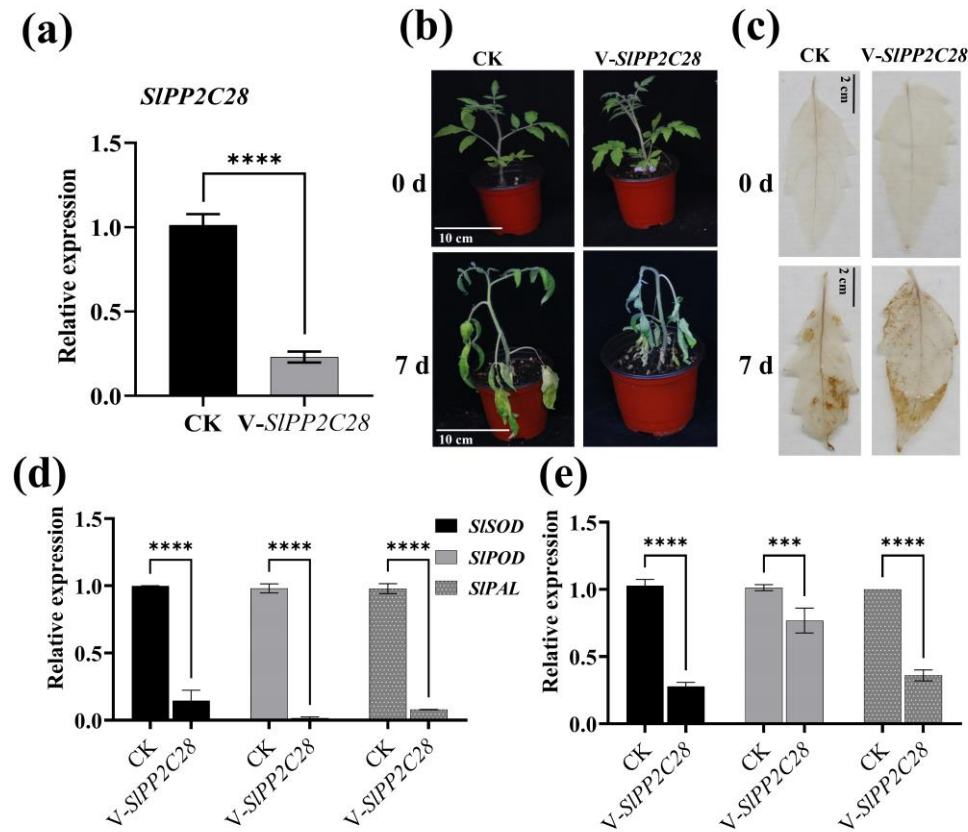 (a)
SlPP2C28
****
Relative expression
1.5
1.0
0.5
0.0
CK V-SlPP2C28
(b)
CK V-SlPP2C28
0 d
10 cm
7 d
10 cm
(c)
CK V-SlPP2C28
2 cm
0 d
2 cm
7 d
(d)
Relative expression
1.5
1.0
0.5
0.0
**** **** ****
SlSOD
SlPOD
SlPAL
CK V-SlPP2C28 CK V-SlPP2C28 CK V-SlPP2C28
(e)
Relative expression
1.5
1.0
0.5
0.0
**** *** ****
CK V-SlPP2C28 CK V-SlPP2C28 CK V-SlPP2C28